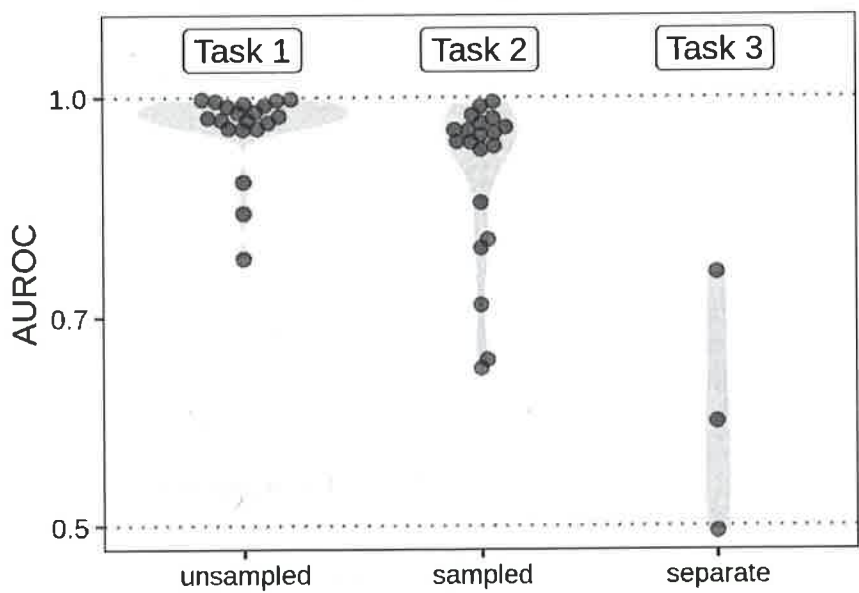 Task 1
Task 2
Task 3
1.0
0.7
0.5
AUROC
unsampled
sampled
separate